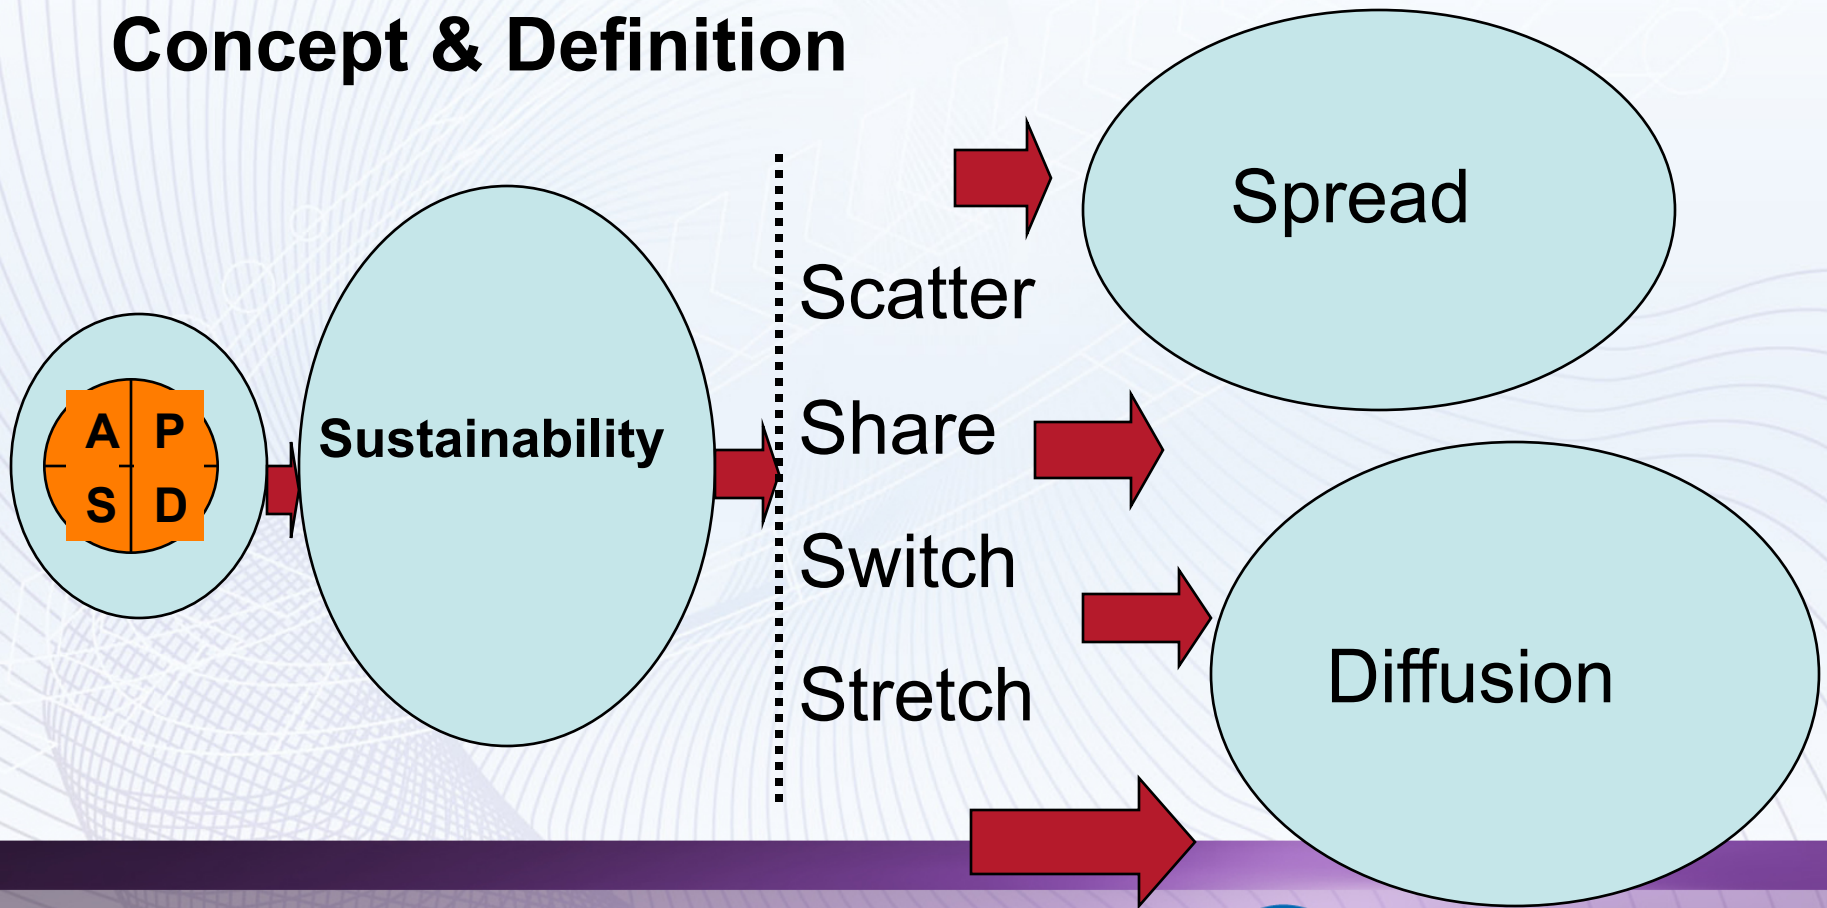 Concept & Definition
A P
S D
Sustainability
Scatter
Share
Switch
Stretch
Spread
Diffusion